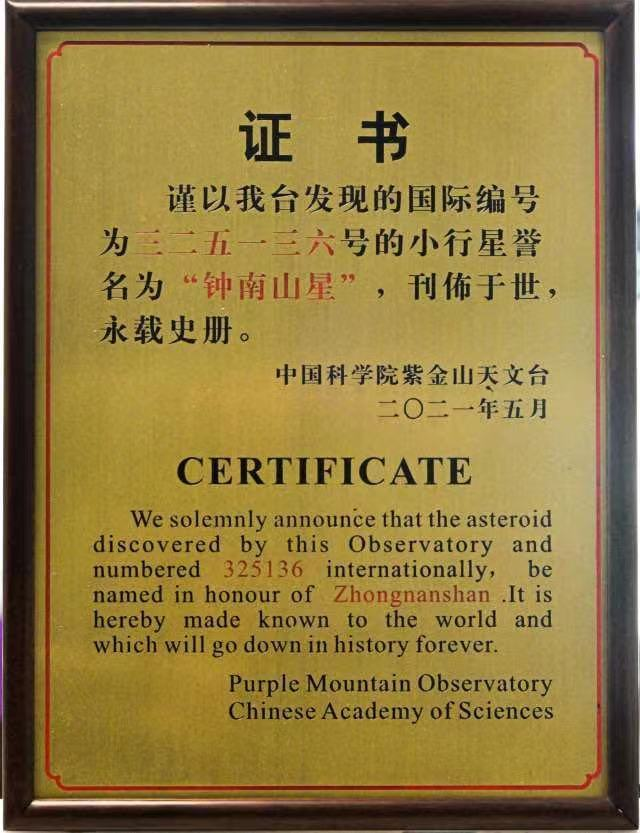 证 书
谨以我台发现的国际编号
为三二五一三六号的小行星誉
名为“钟南山星”，刊佈于世，
永载史册。
中国科学院紫金山天文台
二〇二一年五月
CERTIFICATE
We solemnly announce that the asteroid
discovered by this Observatory and
numbered 325136 internationally, be
named in honour of Zhongnanshan .It is
hereby made known to the world and
which will go down in history forever.
Purple Mountain Observatory
Chinese Academy of Sciences